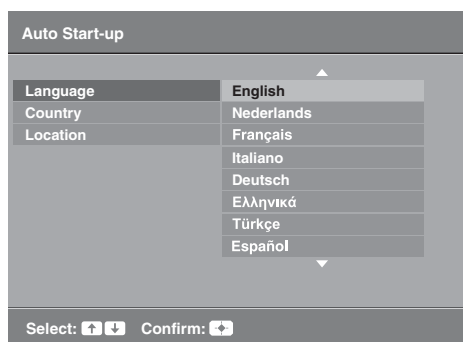 Auto Start-up
Language
Country
Location
English
Nederlands
Français
Italiano
Deutsch
Ελληνικά
Türkçe
Español
Select: Confirm: